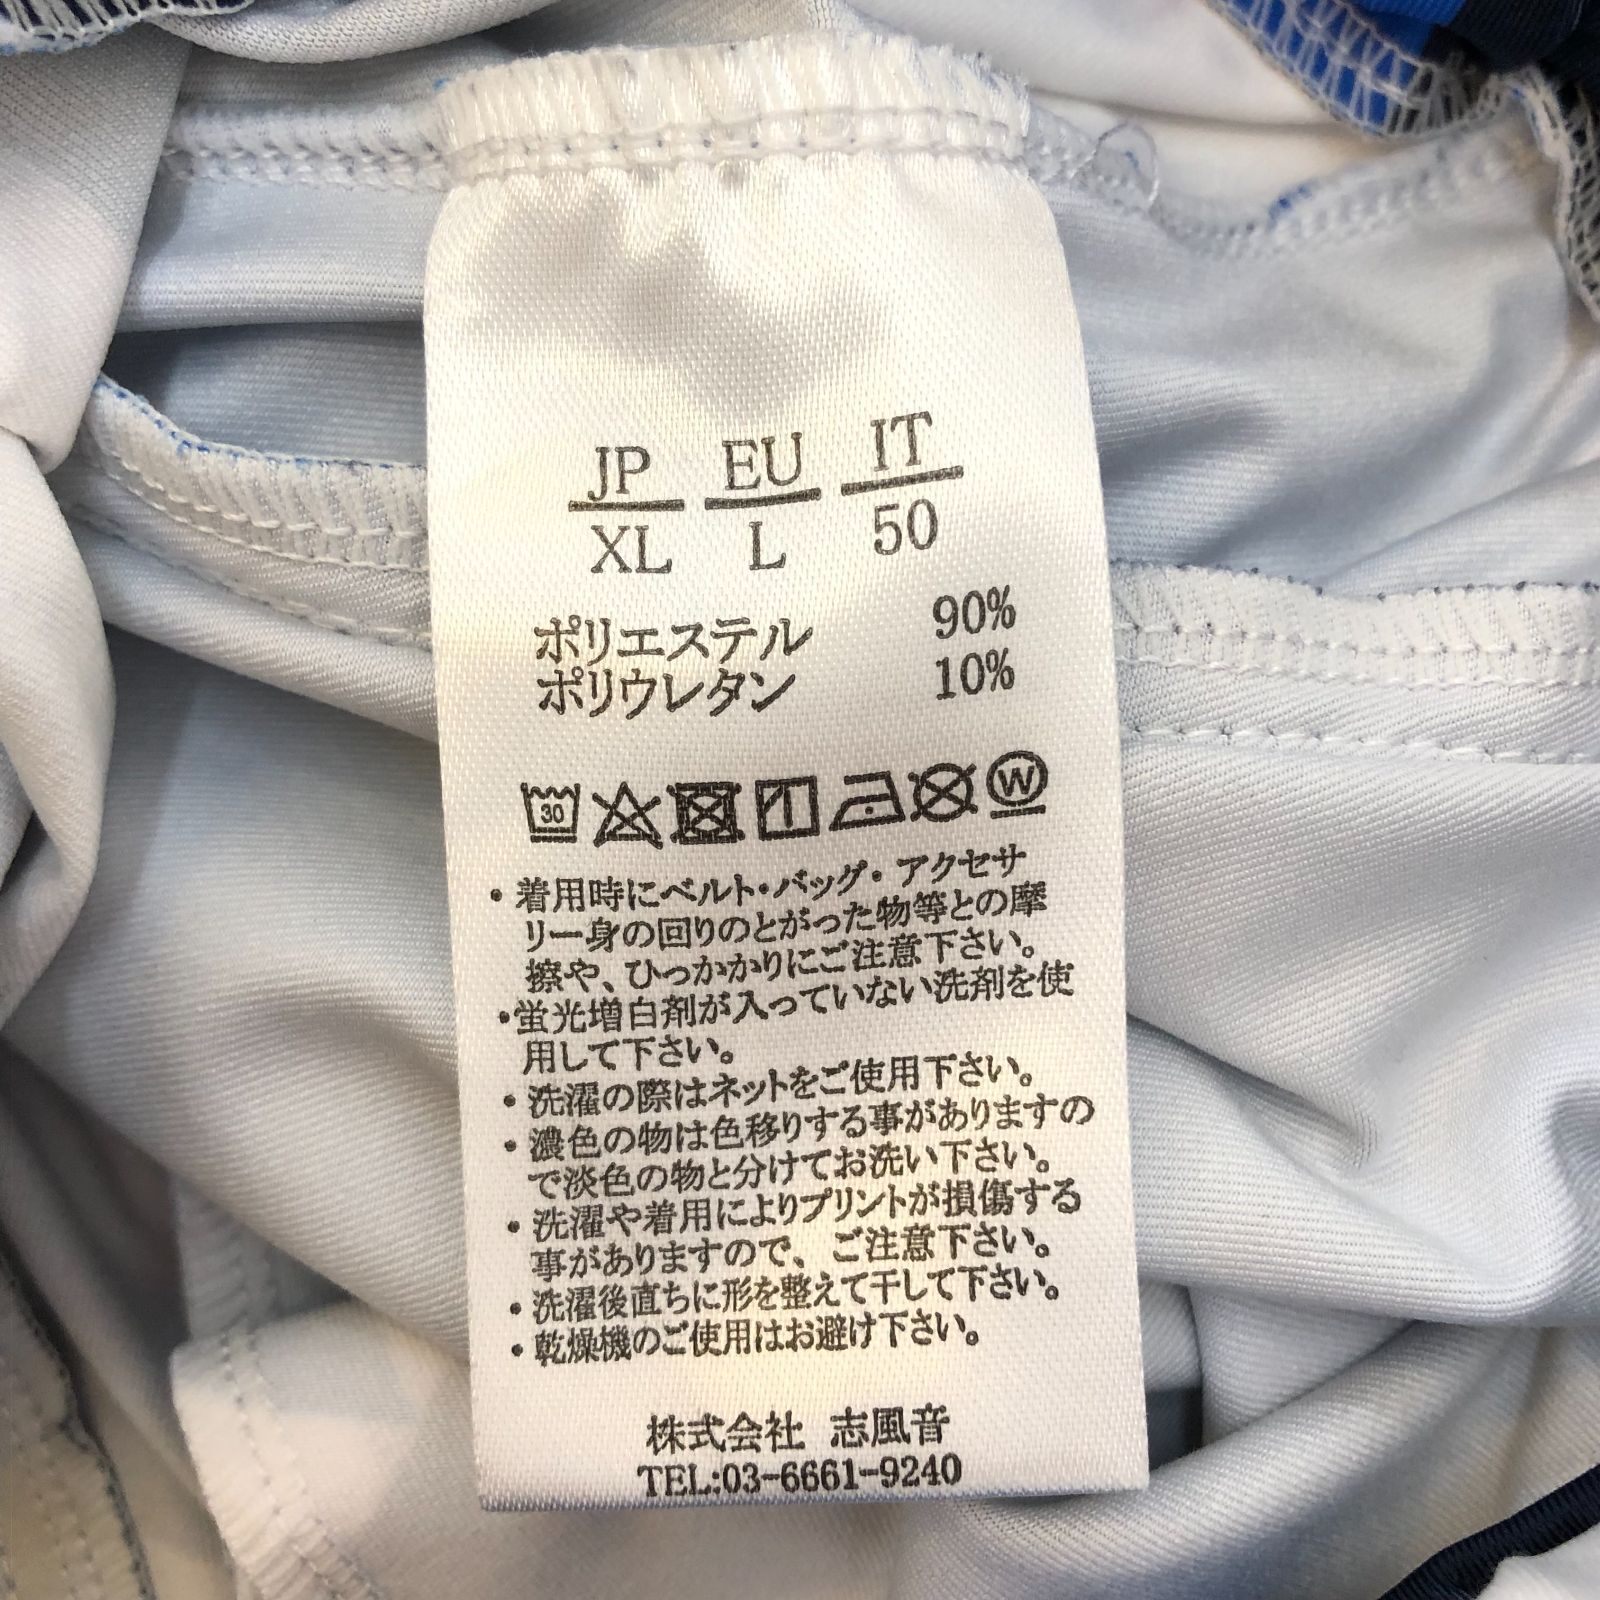 JP EU IT
XL L 50
ポリエステル 90%
ポリウレタン 10%
30 W
・着用時にベルト・バッグ・アクセサ
リー身の回りのとがった物等との摩
擦や、ひっかかりにご注意下さい。
・蛍光増白剤が入っていない洗剤を使
用して下さい。
・洗濯の際はネットをご使用下さい。
・濃色の物は色移りする事がありますの
で淡色の物と分けてお洗い下さい。
・洗濯や着用によりプリントが損傷する
事がありますので、ご注意下さい。
・洗濯後直ちに形を整えて干して下さい。
・乾燥機のご使用はお避け下さい。
株式会社 志風音
TEL:03-6661-9240